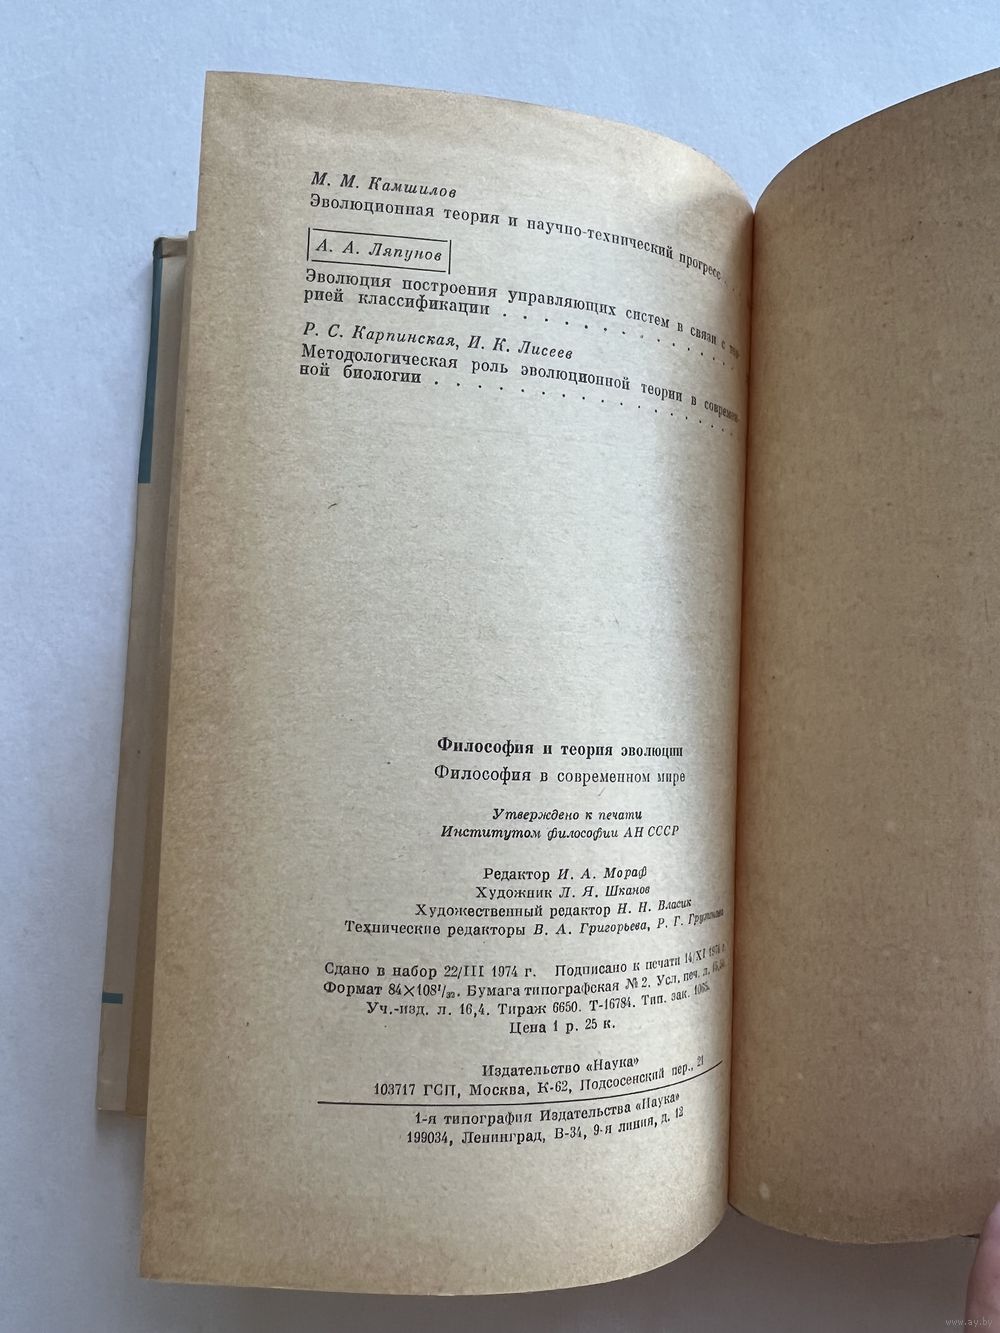 М. М. Камшилов
Эволюционная теория и научно-технический прогресс . .
А. А. Ляпунов
Эволюция построения управляющих систем в связи с тео-
рией классификации . . . . . . . . . . .
Р. С. Карпинская, И. К. Лисеев
Методологическая роль эволюционной теории в современ-
ной биологии . . . . . . . . . . . . . .
Философия и теория эволюции
Философия в современном мире
Утверждено к печати
Институтом философии АН СССР
Редактор И. А. Мораф
Художник Л. Я. Шканов
Художественный редактор Н. Н. Власик
Технические редакторы В. А. Григорьева, Р. Г.
Сдано в набор 22/III 1974 г. Подписано к печати 14/XI 1974 г.
Формат 84×108¹/₃₂. Бумага типографская № 2. Усл. печ. л.
Уч.-изд. л. 16,4. Тираж 6650. Т-16784. Тип. зак. 1065.
Цена 1 р. 25 к.
Издательство «Наука»
103717 ГСП, Москва, К-62, Подсосенский пер., 21
1-я типография Издательства «Наука»
199034, Ленинград, В-34, 9-я линия, д. 12
www.ay.by